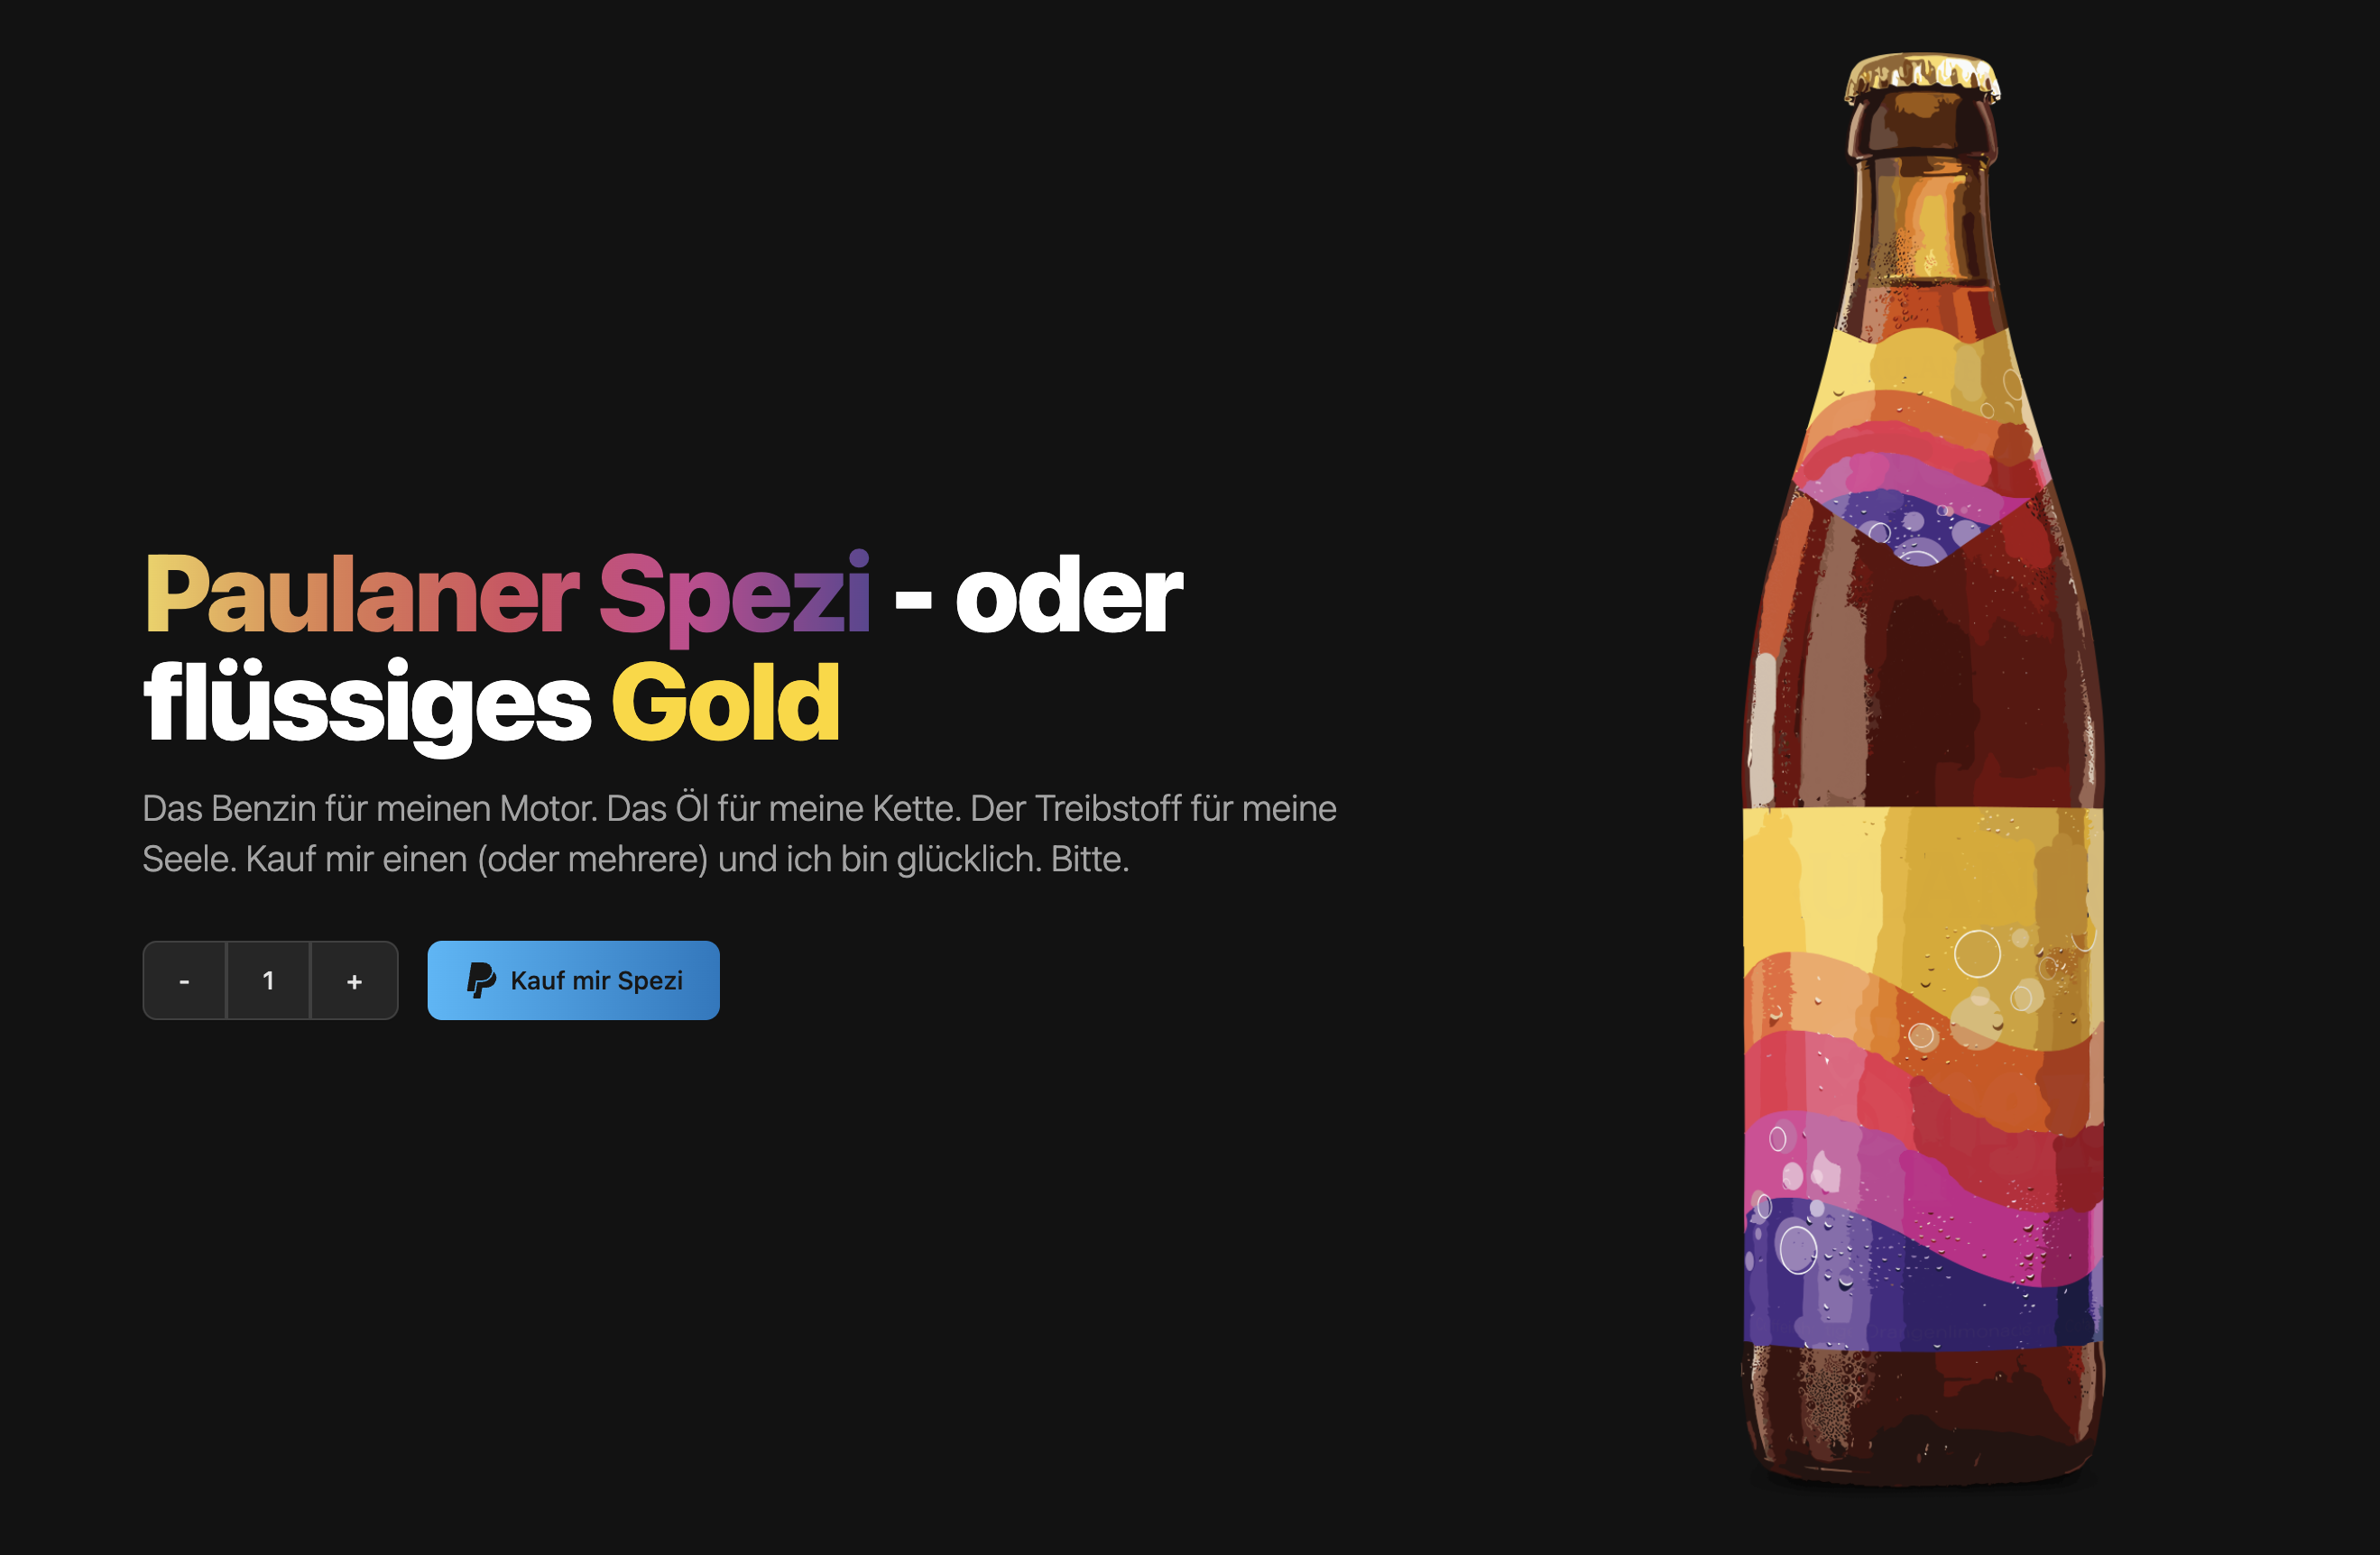 Paulaner Spezi - oder
flüssiges Gold
Das Benzin für meinen Motor. Das Öl für meine Kette. Der Treibstoff für meine
Seele. Kauf mir einen (oder mehrere) und ich bin glücklich. Bitte.
- 1 + Kauf mir Spezi